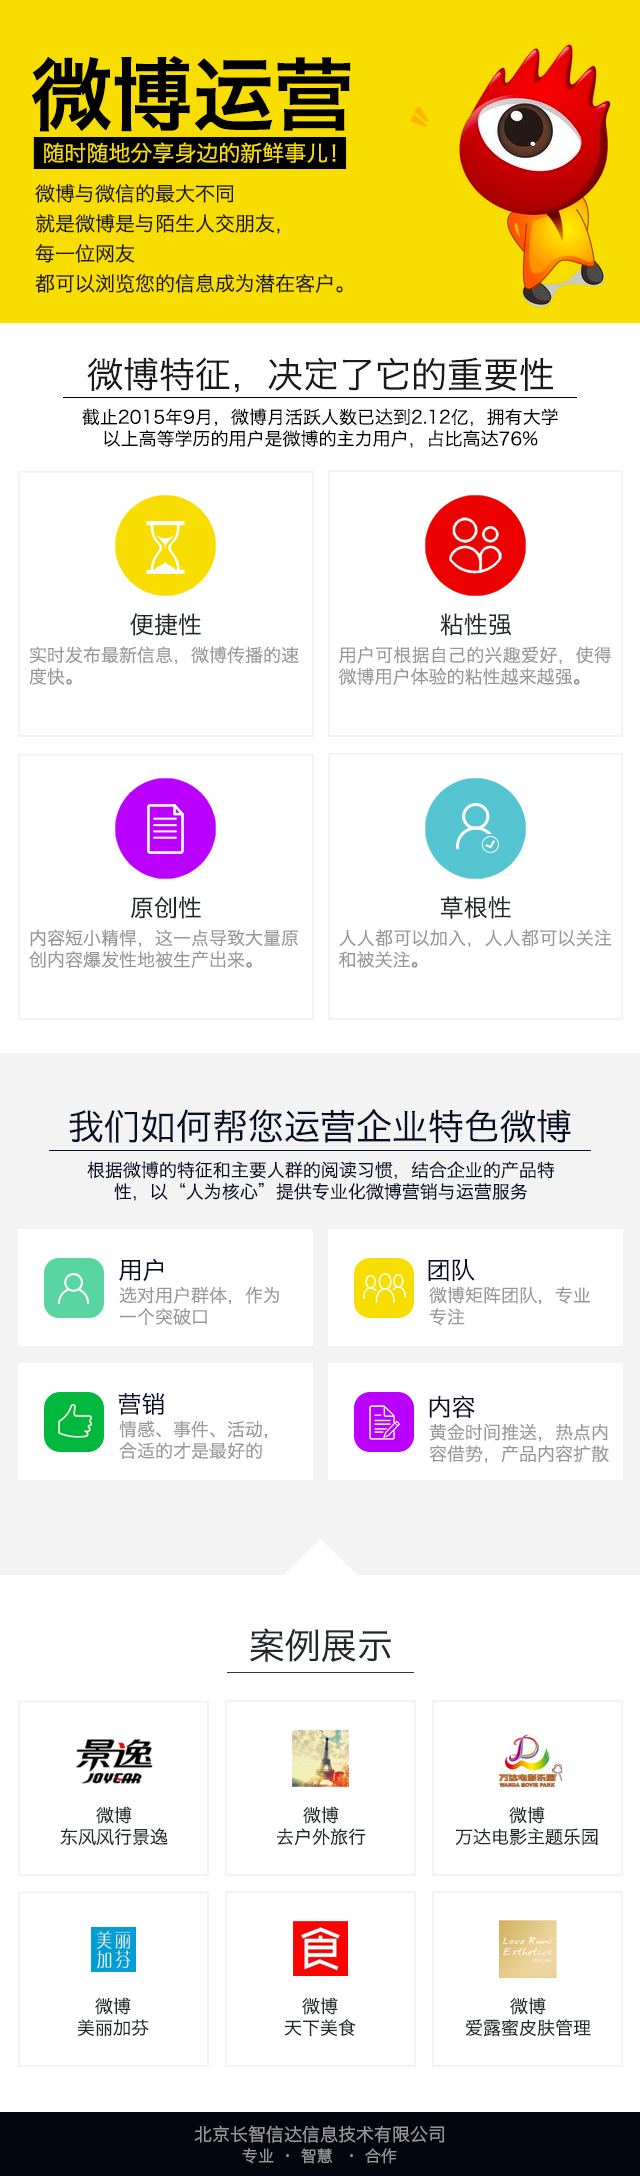 微博运营
随时随地分享身边的新鲜事儿！
微博与微信的最大不同
就是微博是与陌生人交朋友，
每一位网友
都可以浏览您的信息成为潜在客户。
微博特征，决定了它的重要性
截止2015年9月，微博月活跃人数已达到2.12亿，拥有大学
以上高等学历的用户是微博的主力用户，占比高达76%
便捷性
实时发布最新信息，微博传播的速
度快。
粘性强
用户可根据自己的兴趣爱好，使得
微博用户体验的粘性越来越强。
原创性
内容短小精悍，这一点导致大量原
创内容爆发性地被生产出来。
草根性
人人都可以加入，人人都可以关注
和被关注。
我们如何帮您运营企业特色微博
根据微博的特征和主要人群的阅读习惯，结合企业的产品特
性，以“人为核心”提供专业化微博营销与运营服务
用户
选对用户群体，作为
一个突破口
团队
微博矩阵团队，专业
专注
营销
情感、事件、活动，
合适的才是最好的
内容
黄金时间推送，热点内
容借势，产品内容扩散
案例展示
景逸
JOYEAR
微博
东风风行景逸
微博
去户外旅行
万达电影乐园
WANDA MOVIE PARK
微博
万达电影主题乐园
美丽
加芬
微博
美丽加芬
食
微博
天下美食
Love Rumi
Esthetics
微博
爱露蜜皮肤管理
北京长智信达信息技术有限公司
专业 · 智慧 · 合作